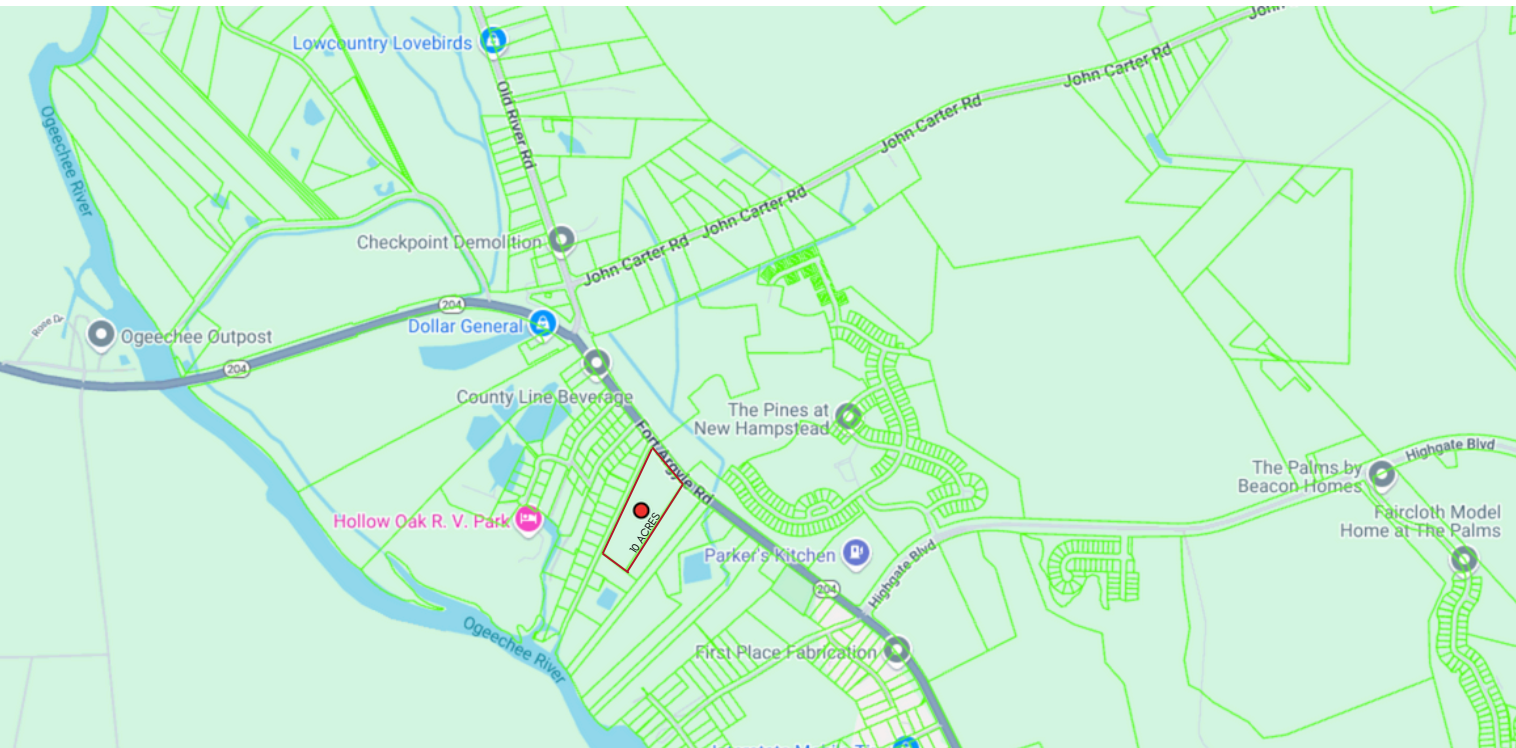 John
Lowcountry Lovebirds
John Carter Rd
Old River Rd
John Carter Rd
Ogeechee River
John Carter Rd
Checkpoint Demolition
John Carter Rd
204
Dollar General
Ogeechee Outpost
204
County Line Beverage
The Pines at
New Hampstead
Fort Argyle Rd
Highgate Blvd
The Palms by
Beacon Homes
Hollow Oak R. V. Park
10 ACRES
Faircloth Model
Home at The Palms
Parker's Kitchen
Highgate Blvd
204
Ogeechee River
First Place Fabrication